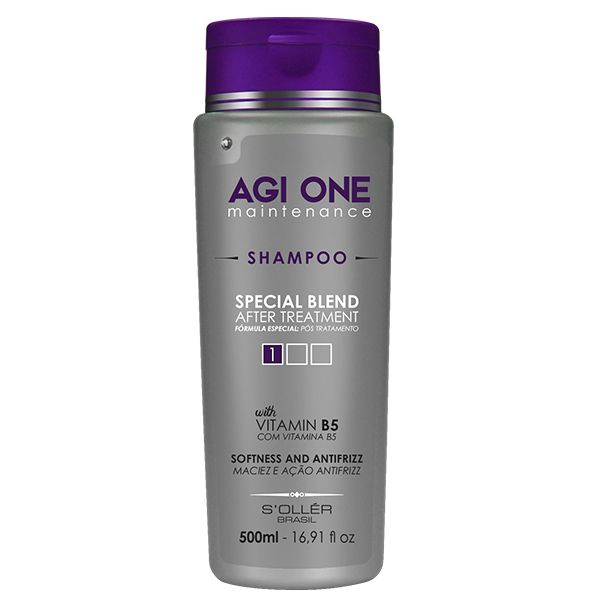 AGI ONE
maintenance
SHAMPOO
SPECIAL BLEND
AFTER TREATMENT
FÓRMULA ESPECIAL: PÓS TRATAMENTO
1
with
VITAMIN B5
COM VITAMINA B5
SOFTNESS AND ANTIFRIZZ
MACIEZ E AÇÃO ANTIFRIZZ
S'OLLÉR
BRASIL
500ml - 16,91 fl oz